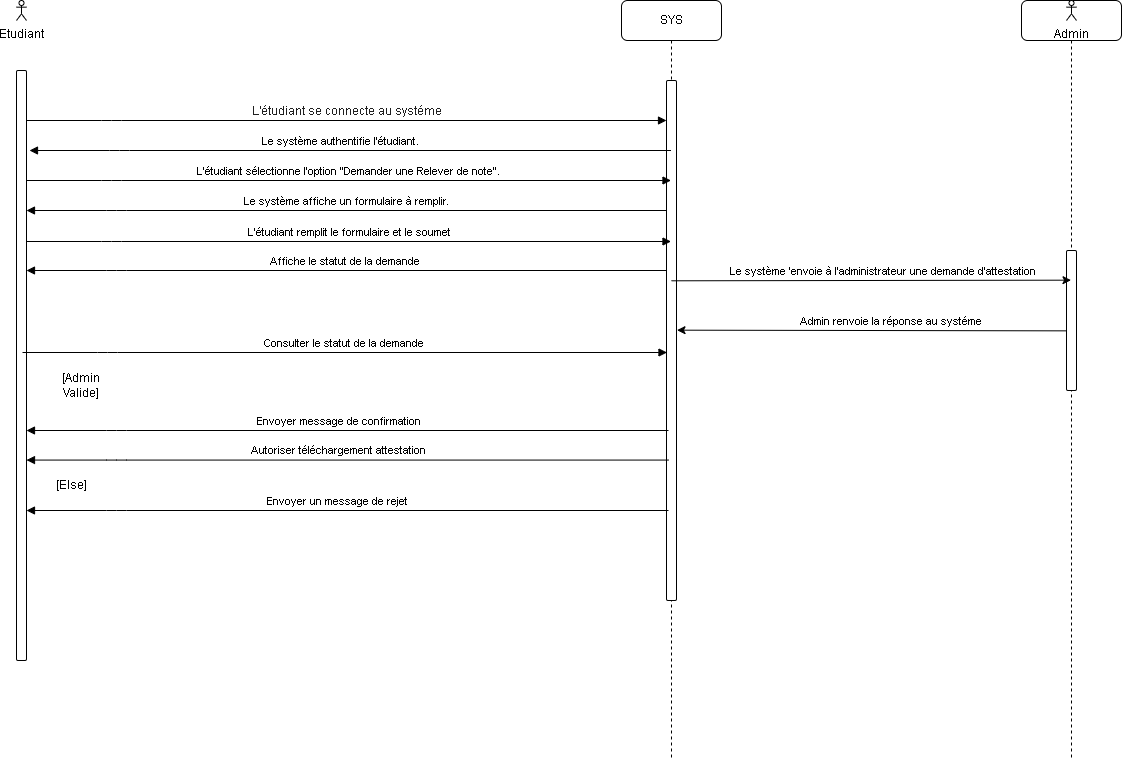 Etudiant
SYS
Admin
L'étudiant se connecte au systéme
Le système authentifie l'étudiant.
L'étudiant sélectionne l'option "Demander une Relever de note".
Le système affiche un formulaire à remplir.
L'étudiant remplit le formulaire et le soumet
Affiche le statut de la demande
Le système 'envoie à l'administrateur une demande d'attestation
Admin renvoie la réponse au systéme
Consulter le statut de la demande
[Admin
Valide]
Envoyer message de confirmation
Autoriser téléchargement attestation
[Else]
Envoyer un message de rejet